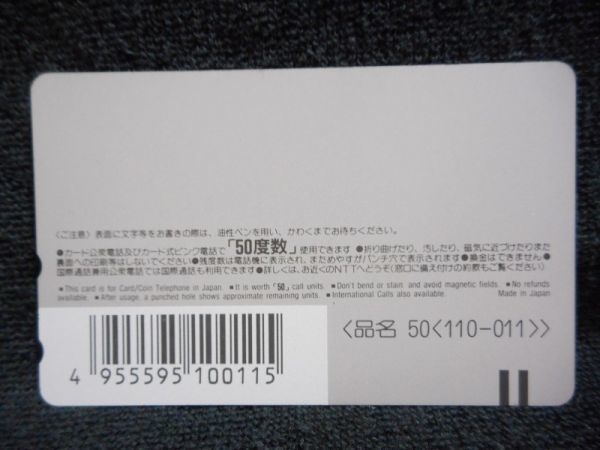 〈ご注意〉表面に文字等をお書きの際は、油性ペンを用い、かわくまでお待ちください。
●カード公衆電話及びカード式ピンク電話で「50度数」使用できます●折り曲げたり、汚したり、磁気に近づけたりまた
裏面への印刷等はしないでください●残度数は電話機に表示され、またためやすがパンチ穴で表示されます●換金はできません●
国際通話兼用公衆電話では国際通話も利用できます●詳しくは、お近くのNTTへどうぞ(窓口に備え付けの約款もご覧ください)
■This card is for Card/Coin Telephone in Japan. ■It is worth「50」call units. ■Don't bend or stain and avoid magnetic fields. ■No refunds
available. ■After usage, a punched hole shows approximate remaining units. ■International Calls also available. Made in Japan
〈品名 50〈110-011〉〉
4 955595 100115